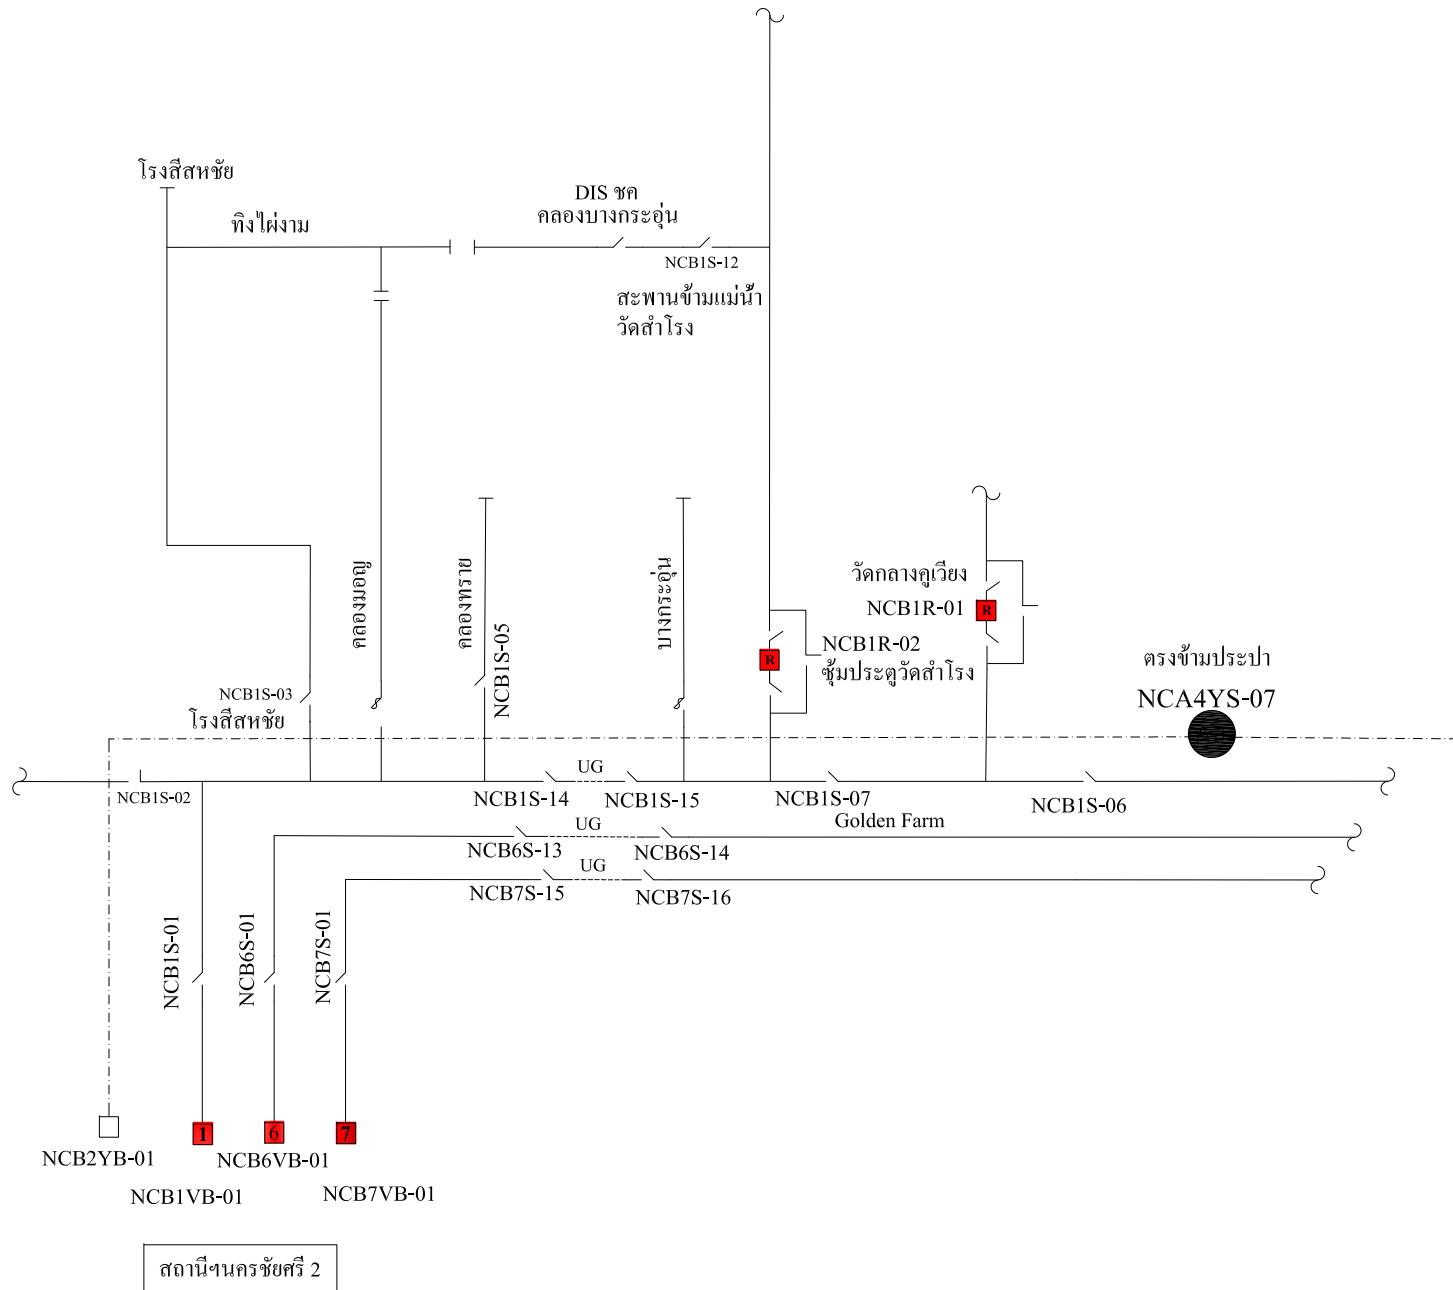 โรงสีสหชัย
ทิงไผ่งาม
DIS ชค
คลองบางกระอุ่น
NCB1S-12
สะพานข้ามแม่น้ำ
วัดสำโรง
คลองมอญ
คลองทราย
NCB1S-05
บางกระอุ่น
วัดกลางคูเวียง
NCB1R-01
R
NCB1R-02
R
ซุ้มประตูวัดสำโรง
ตรงข้ามประปา
NCA4YS-07
NCB1S-03
โรงสีสหชัย
NCB1S-02
NCB1S-14
UG
NCB1S-15
NCB1S-07
NCB1S-06
NCB6S-13
UG
NCB6S-14
Golden Farm
NCB7S-15
UG
NCB7S-16
NCB1S-01
NCB6S-01
NCB7S-01
1
6
7
NCB2YB-01
NCB6VB-01
NCB1VB-01
NCB7VB-01
สถานีฯนครชัยศรี 2